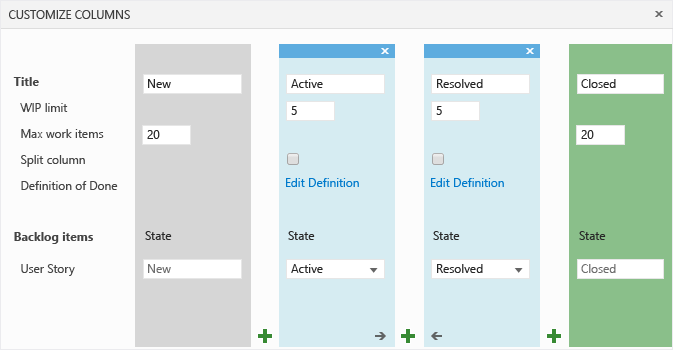 CUSTOMIZE COLUMNS
Title New Active Resolved Closed
WIP limit 5 5
Max work items 20 20
Split column
Definition of Done Edit Definition Edit Definition
Backlog items State State State State
User Story New Active Resolved Closed